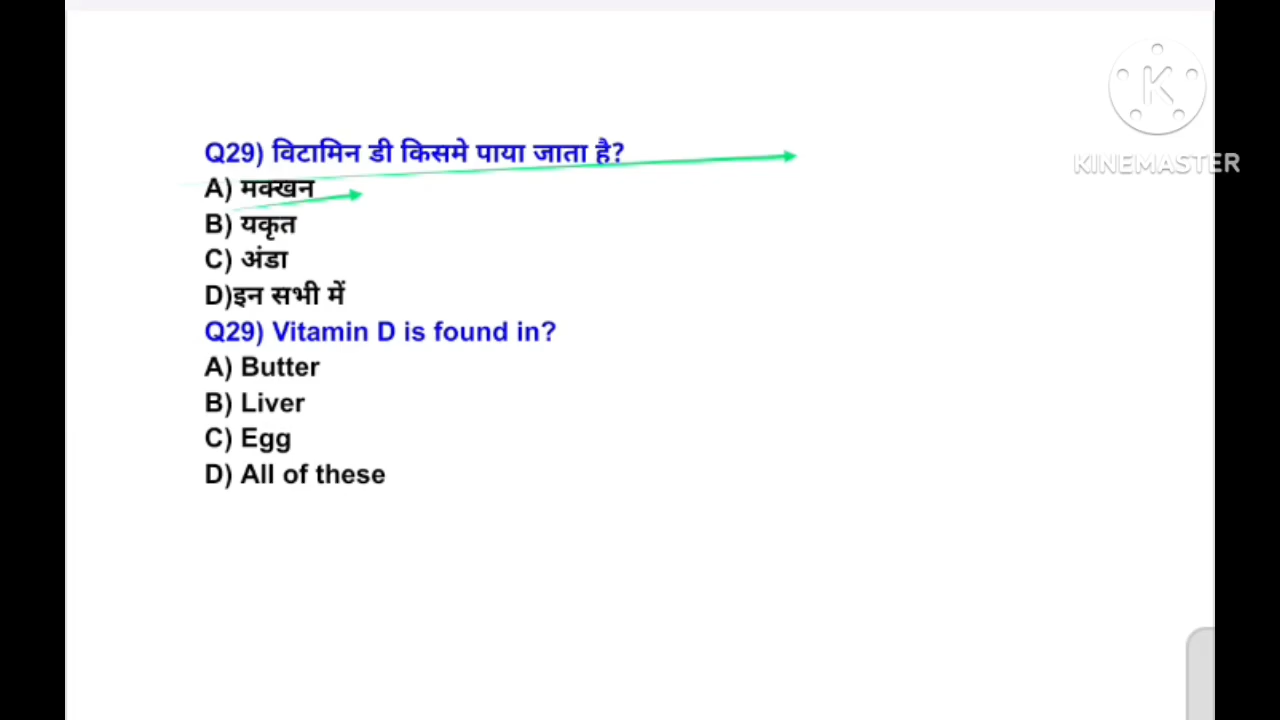 Q29) विटामिन डी किसमे पाया जाता है?
A) मक्खन
B) यकृत
C) अंडा
D)इन सभी में
Q29) Vitamin D is found in?
A) Butter
B) Liver
C) Egg
D) All of these
K
KINEMASTER